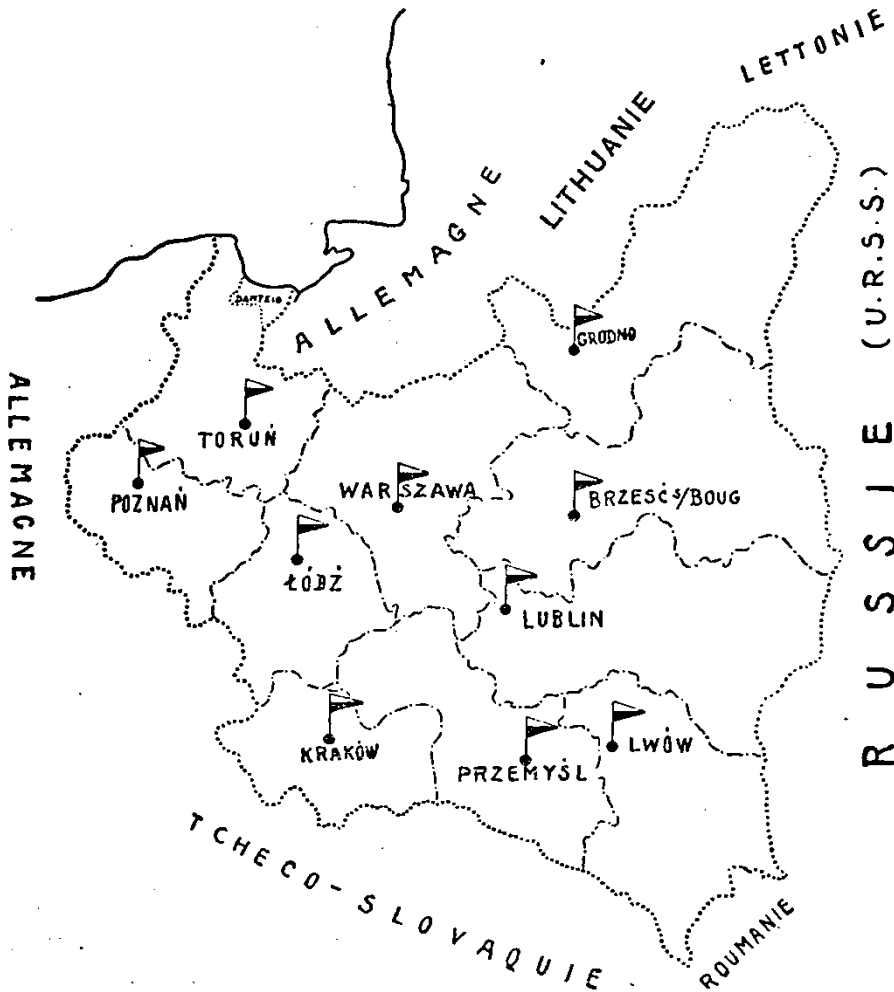 LETTONIE
LITHUANIE
ALLEMAGNE
RUSSIE (U.R.S.S.)
DANTZIG
GRODNO
ALLEMAGNE
TORUŃ
POZNAŃ
WARSZAWA
BRZEŚĆ S/BOUG
ŁÓDŹ
LUBLIN
KRAKÓW
PRZEMYŚL
LWÓW
TCHECO-SLOVAQUIE
ROUMANIE